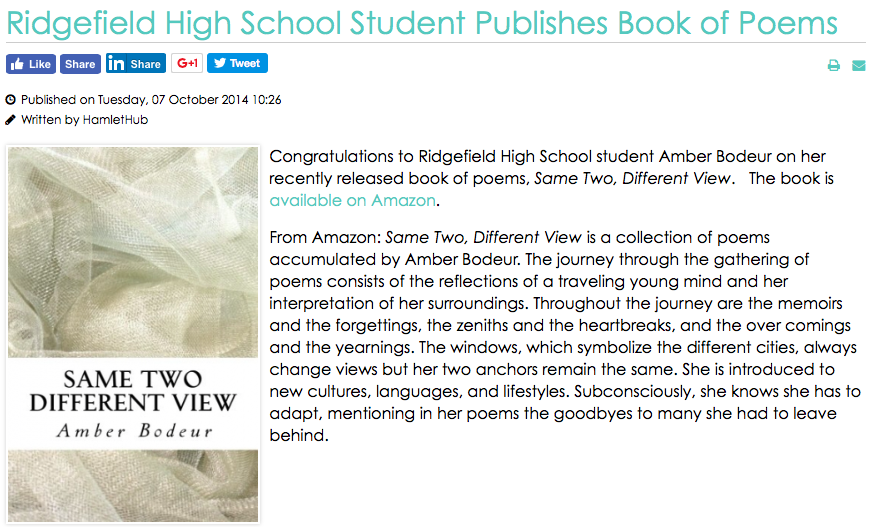 Ridgefield High School Student Publishes Book of Poems
Like Share in Share G+1 Tweet
Published on Tuesday, 07 October 2014 10:26
Written by HamletHub
Congratulations to Ridgefield High School student Amber Bodeur on her
recently released book of poems, Same Two, Different View.   The book is
available on Amazon.
From Amazon: Same Two, Different View is a collection of poems
accumulated by Amber Bodeur. The journey through the gathering of
poems consists of the reflections of a traveling young mind and her
interpretation of her surroundings. Throughout the journey are the memoirs
and the forgettings, the zeniths and the heartbreaks, and the over comings
and the yearnings. The windows, which symbolize the different cities, always
change views but her two anchors remain the same. She is introduced to
new cultures, languages, and lifestyles. Subconsciously, she knows she has to
adapt, mentioning in her poems the goodbyes to many she had to leave
behind.
SAME TWO
DIFFERENT VIEW
Amber Bodeur